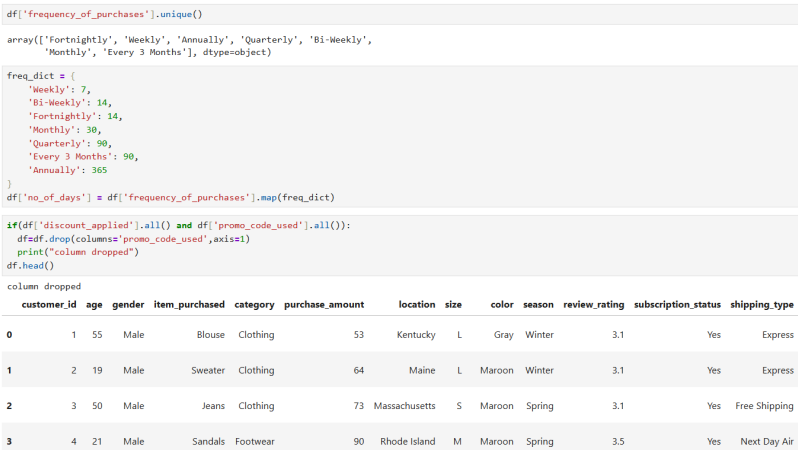 df['frequency_of_purchases'].unique()
array(['Fortnightly', 'Weekly', 'Annually', 'Quarterly', 'Bi-Weekly',
'Monthly', 'Every 3 Months'], dtype=object)
freq_dict = {
'Weekly': 7,
'Bi-Weekly': 14,
'Fortnightly': 14,
'Monthly': 30,
'Quarterly': 90,
'Every 3 Months': 90,
'Annually': 365
}
df['no_of_days'] = df['frequency_of_purchases'].map(freq_dict)
if(df['discount_applied'].all() and df['promo_code_used'].all()):
df=df.drop(columns='promo_code_used',axis=1)
print("column dropped")
df.head()
column dropped
customer_id age gender item_purchased category purchase_amount location size color season review_rating subscription_status shipping_type
0 1 55 Male Blouse Clothing 53 Kentucky L Gray Winter 3.1 Yes Express
1 2 19 Male Sweater Clothing 64 Maine L Maroon Winter 3.1 Yes Express
2 3 50 Male Jeans Clothing 73 Massachusetts S Maroon Spring 3.1 Yes Free Shipping
3 4 21 Male Sandals Footwear 90 Rhode Island M Maroon Spring 3.5 Yes Next Day Air